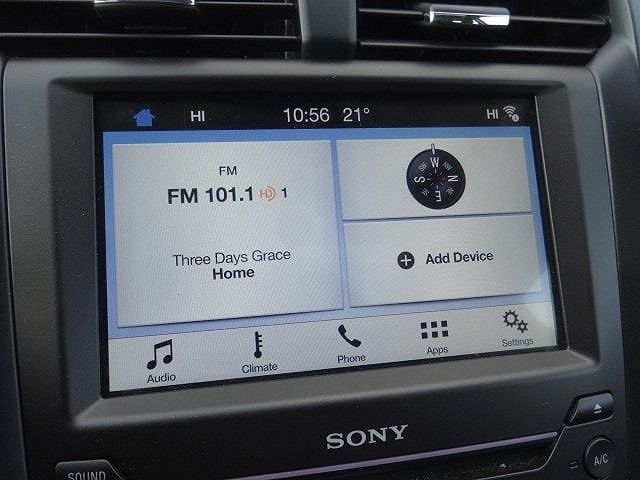 HI 10:56 21° HI
FM
FM 101.1 HD 1
Three Days Grace
Home
W
S N
E
Add Device
Audio Climate Phone Apps Settings
SONY
SOUND
A/C